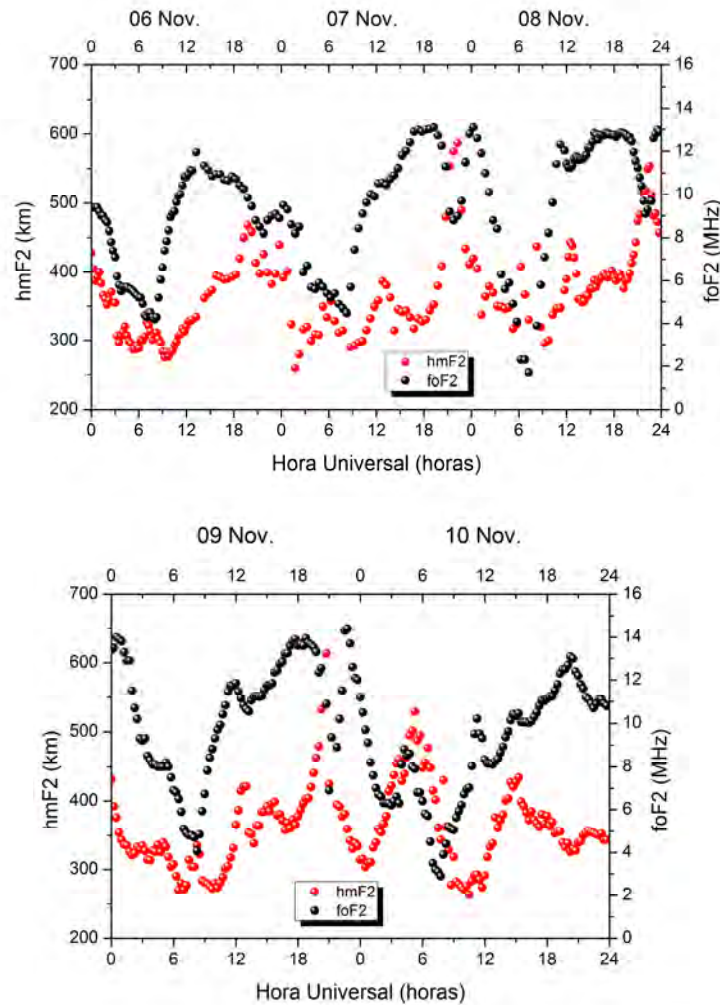 06 Nov. 07 Nov. 08 Nov.
0 6 12 18 0 6 12 18 0 6 12 18 24
700 16
14
600 12
500 10
8
400 6
300 4
2
200 0
hmF2 (km)
foF2 (MHz)
hmF2
foF2
0 6 12 18 0 6 12 18 0 6 12 18 24
Hora Universal (horas)
09 Nov. 10 Nov.
0 6 12 18 0 6 12 18 24
700 16
14
600 12
500 10
8
400 6
300 4
2
200 0
hmF2 (km)
foF2 (MHz)
hmF2
foF2
0 6 12 18 0 6 12 18 24
Hora Universal (horas)